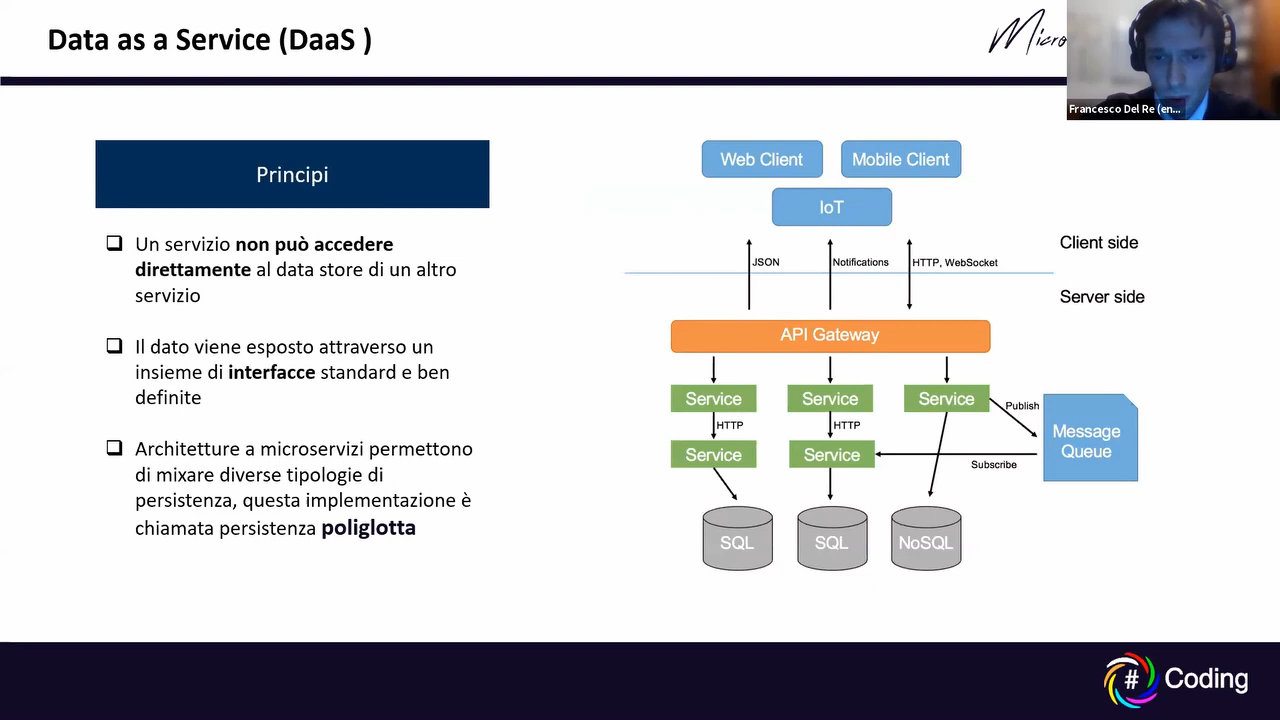 Data as a Service (DaaS )
Micro
Francesco Del Re (en...
Principi
Un servizio non può accedere
direttamente al data store di un altro
servizio
Il dato viene esposto attraverso un
insieme di interfacce standard e ben
definite
Architetture a microservizi permettono
di mixare diverse tipologie di
persistenza, questa implementazione è
chiamata persistenza poliglotta
Web Client
Mobile Client
IoT
Client side
JSON
Notifications
HTTP, WebSocket
Server side
API Gateway
Service
Service
Service
Publish
HTTP
HTTP
Message
Queue
Service
Service
Subscribe
SQL
SQL
NoSQL
# Coding